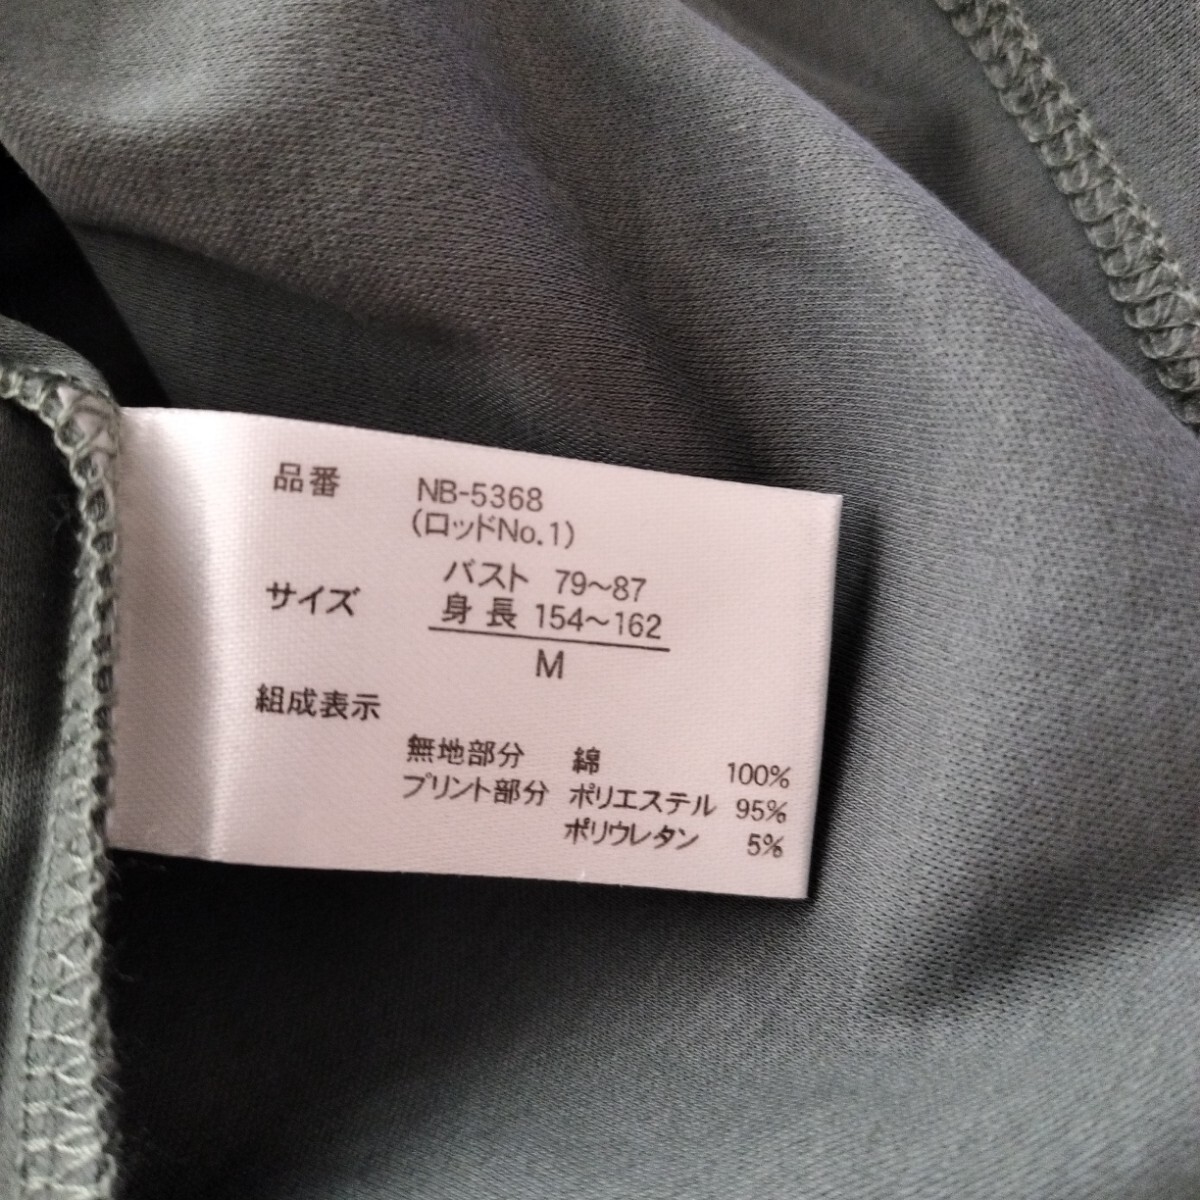 品番 NB-5368
(ロッドNo.1)
サイズ バスト 79～87
身長 154～162
M
組成表示
無地部分 綿 100%
プリント部分 ポリエステル 95%
ポリウレタン 5%